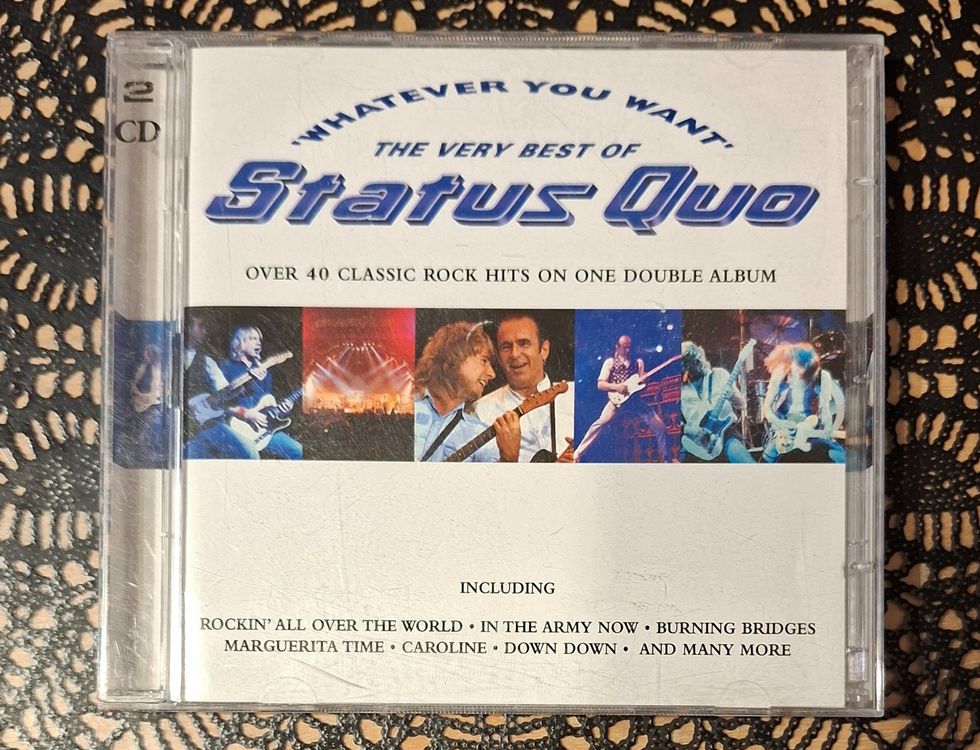 2
CD
'WHATEVER YOU WANT'
THE VERY BEST OF
Status Quo
OVER 40 CLASSIC ROCK HITS ON ONE DOUBLE ALBUM
INCLUDING
ROCKIN' ALL OVER THE WORLD • IN THE ARMY NOW • BURNING BRIDGES
MARGUERITA TIME • CAROLINE • DOWN DOWN • AND MANY MORE